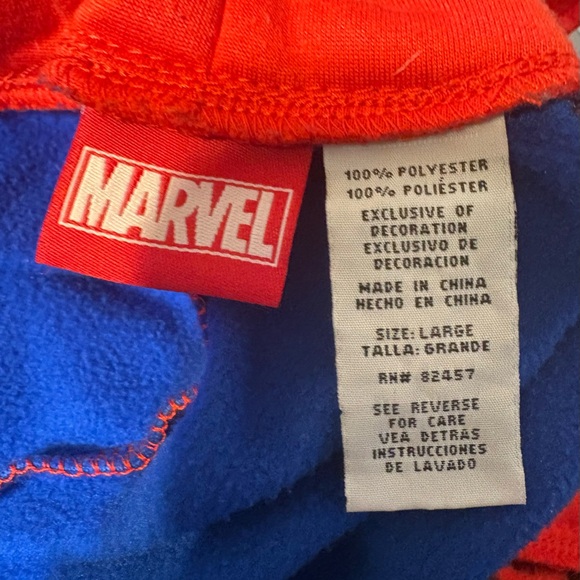 MARVEL
100% POLYESTER
100% POLIÉSTER
EXCLUSIVE OF
DECORATION
EXCLUSIVO DE
DECORACION
MADE IN CHINA
HECHO EN CHINA
SIZE: LARGE
TALLA: GRANDE
RN# 82457
SEE REVERSE
FOR CARE
VEA DETRAS
INSTRUCCIONES
DE LAVADO